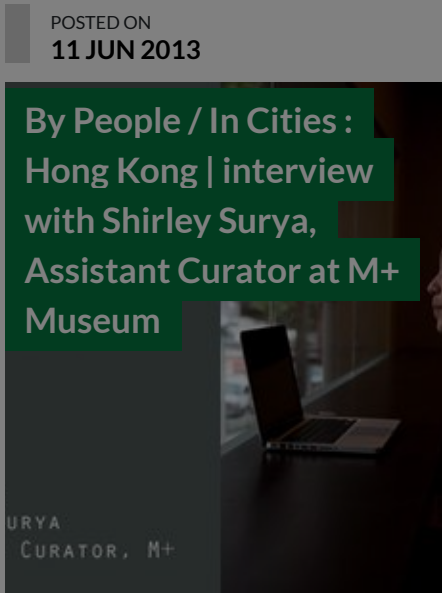 POSTED ON
11 JUN 2013
By People / In Cities :
Hong Kong | interview
with Shirley Surya,
Assistant Curator at M+
Museum
URYA
CURATOR, M+